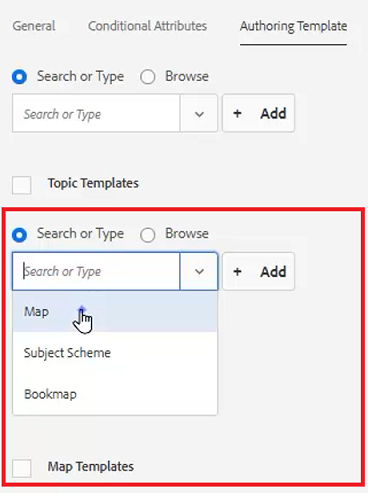 General Conditional Attributes Authoring Template
Search or Type Browse
Search or Type + Add
Topic Templates
Search or Type Browse
Search or Type + Add
Map
Subject Scheme
Bookmap
Map Templates